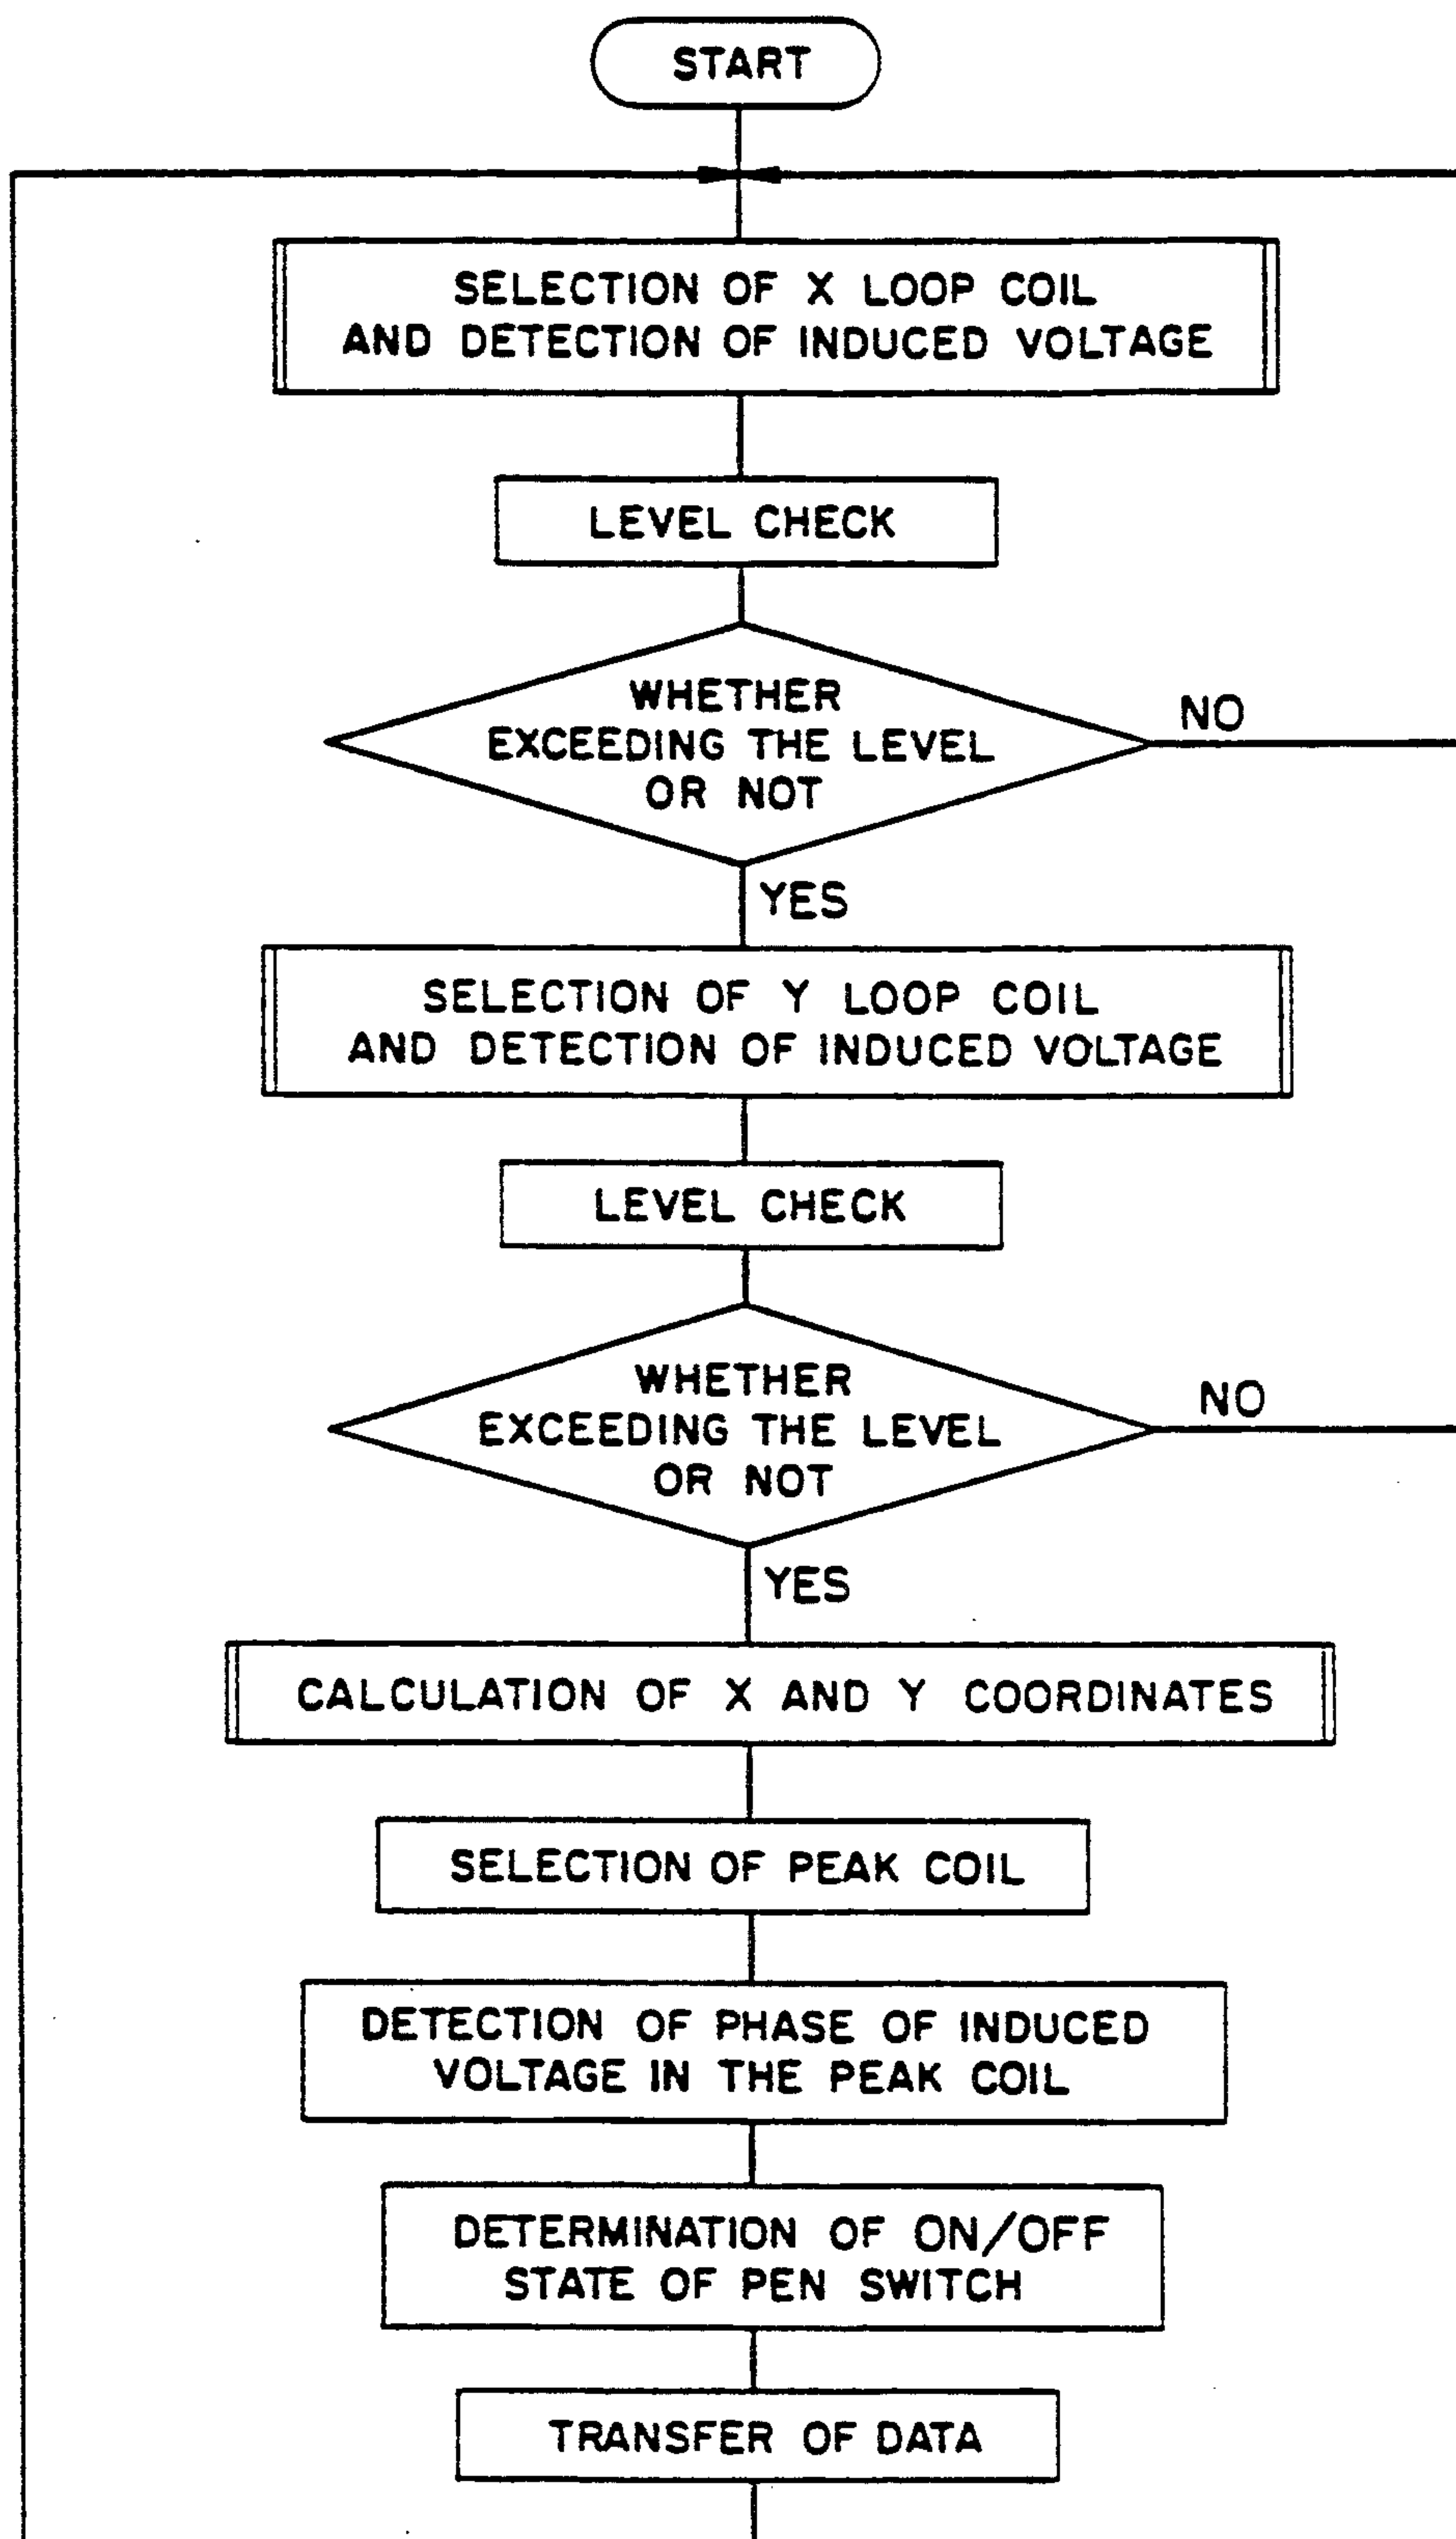 START
SELECTION OF X LOOP COIL
AND DETECTION OF INDUCED VOLTAGE
LEVEL CHECK
WHETHER
EXCEEDING THE LEVEL
OR NOT
NO
YES
SELECTION OF Y LOOP COIL
AND DETECTION OF INDUCED VOLTAGE
LEVEL CHECK
WHETHER
EXCEEDING THE LEVEL
OR NOT
NO
YES
CALCULATION OF X AND Y COORDINATES
SELECTION OF PEAK COIL
DETECTION OF PHASE OF INDUCED
VOLTAGE IN THE PEAK COIL
DETERMINATION OF ON/OFF
STATE OF PEN SWITCH
TRANSFER OF DATA